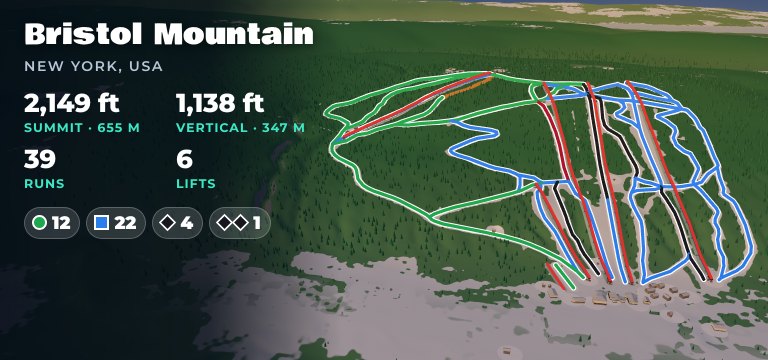 Bristol Mountain
NEW YORK, USA
2,149 ft 1,138 ft
SUMMIT · 655 M VERTICAL · 347 M
39 6
RUNS LIFTS
12 22 4 1